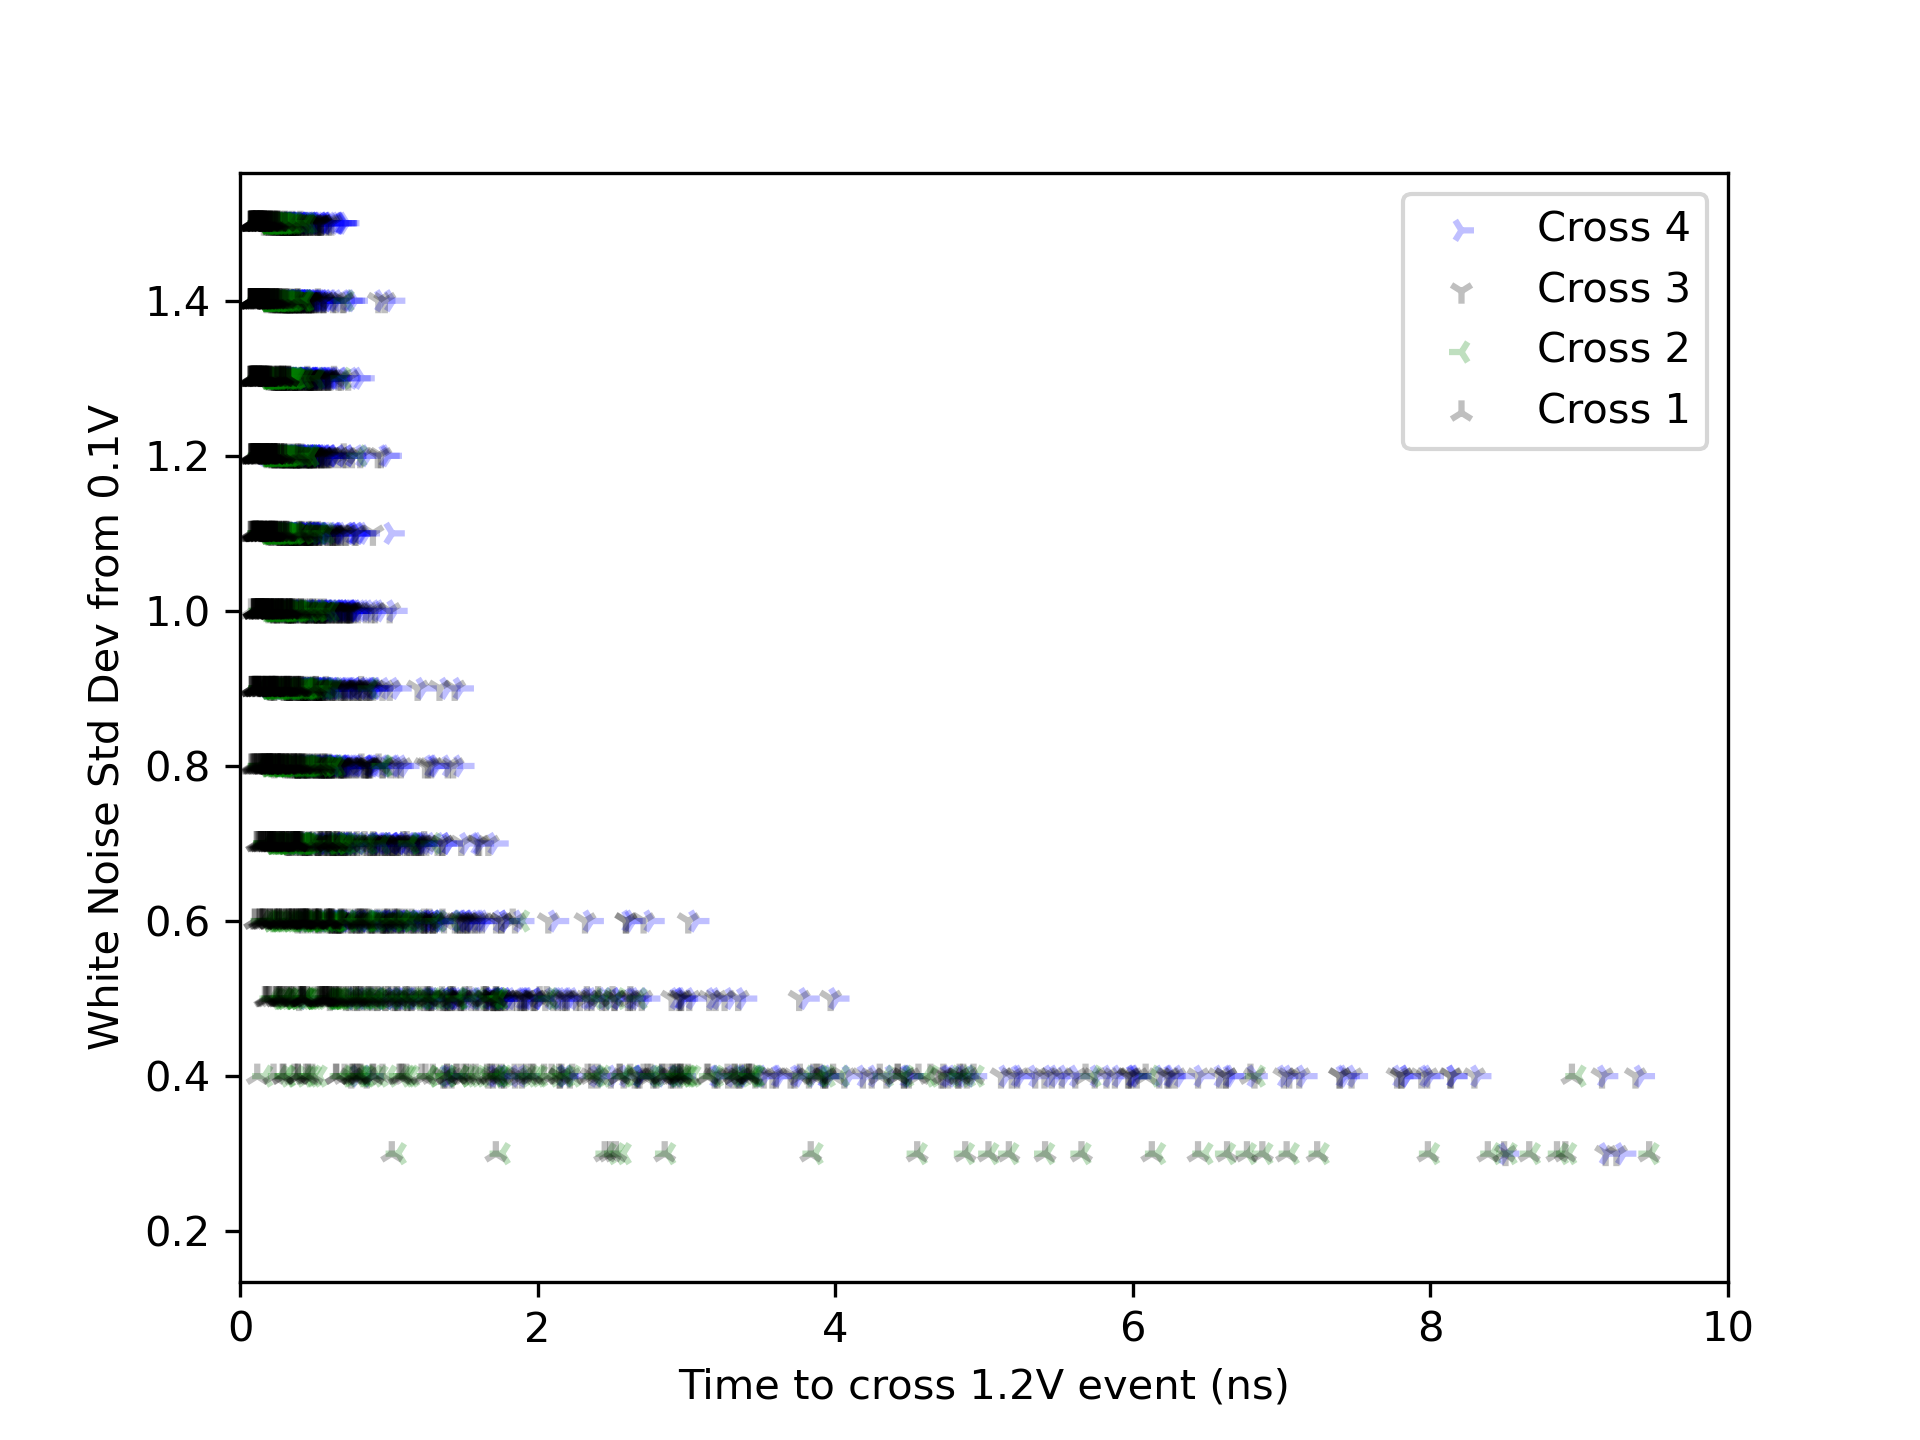 Cross 4
Cross 3
Cross 2
Cross 1
White Noise Std Dev from 0.1V
1.4
1.2
1.0
0.8
0.6
0.4
0.2
0 2 4 6 8 10
Time to cross 1.2V event (ns)